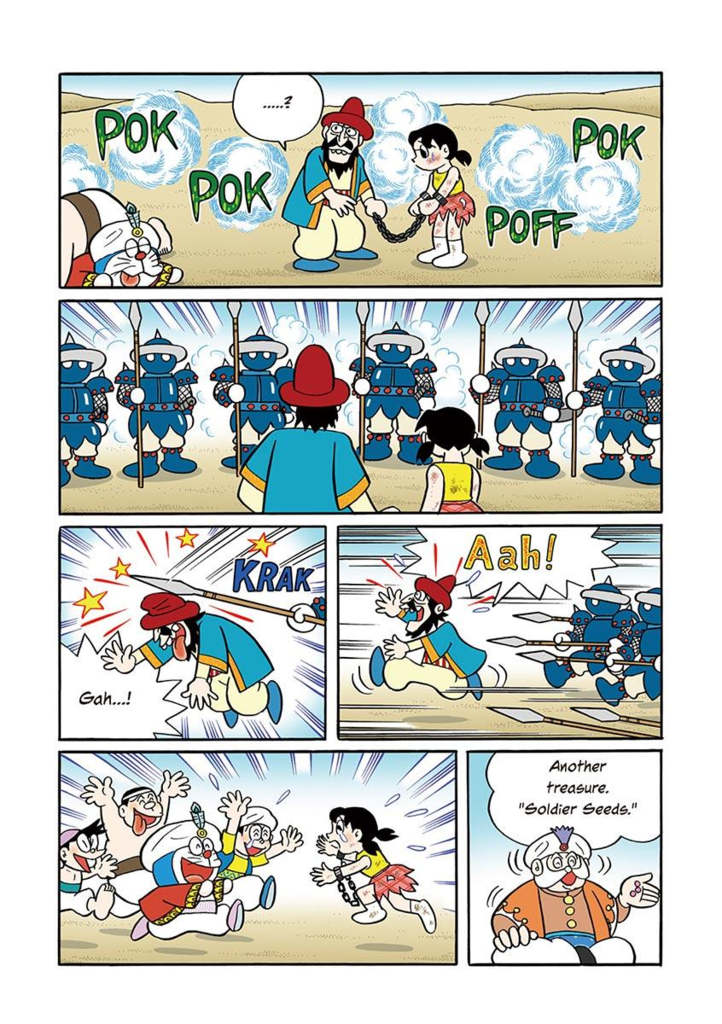 .....?
POK
POK
POK
POFF
KRAK
Gah...!
Aah!
Another
treasure.
"Soldier Seeds."